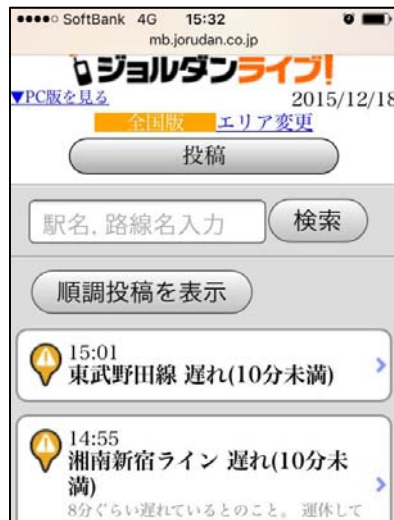 SoftBank 4G 15:32
mb.jorudan.co.jp
ジョルダンライブ!
▼PC版を見る 2015/12/18
全国版 エリア変更
投稿
駅名, 路線名入力 検索
順調投稿を表示
15:01
東武野田線 遅れ(10分未満)
14:55
湘南新宿ライン 遅れ(10分未
満)
8分ぐらい遅れているとのこと。 運休して